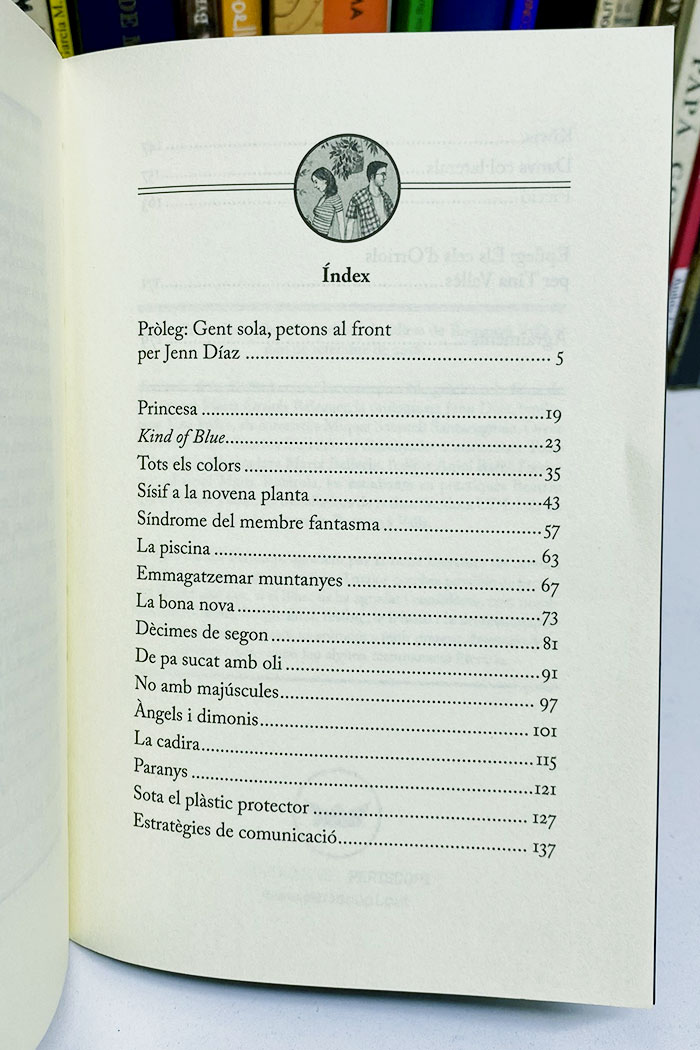 García M.
PAPA
Índex
Pròleg: Gent sola, petons al front
per Jenn Díaz ........ 5
Princesa ........ 19
Kind of Blue ........ 23
Tots els colors ........ 35
Sísif a la novena planta ........ 43
Síndrome del membre fantasma ........ 57
La piscina ........ 63
Emmagatzemar muntanyes ........ 67
La bona nova ........ 73
Dècimes de segon ........ 81
De pa sucat amb oli ........ 91
No amb majúscules ........ 97
Àngels i dimonis ........ 101
La cadira ........ 115
Paranys ........ 121
Sota el plàstic protector ........ 127
Estratègies de comunicació ........ 137